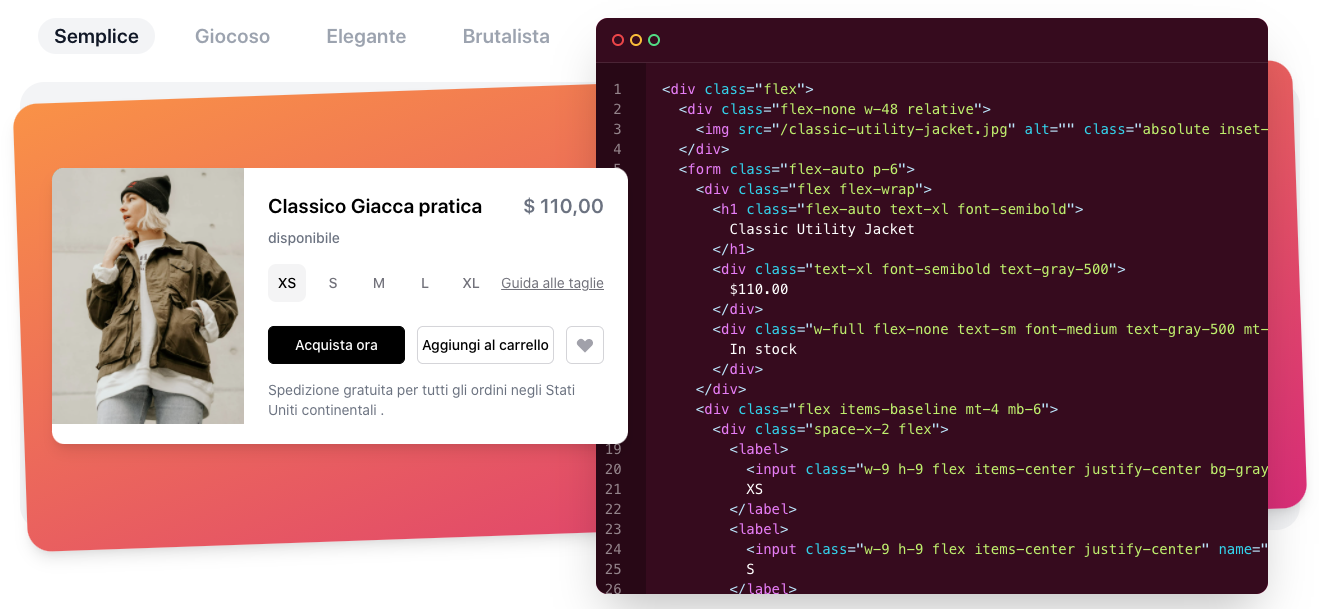 Semplice
Giocoso
Elegante
Brutalista
Classico Giacca pratica
$ 110,00
disponibile
XS
S
M
L
XL
Guida alle taglie
Acquista ora
Aggiungi al carrello
Spedizione gratuita per tutti gli ordini negli Stati
Uniti continentali .
1 <div class="flex">
2 <div class="flex-none w-48 relative">
3 <img src="/classic-utility-jacket.jpg" alt="" class="absolute inset-
4 </div>
5 <form class="flex-auto p-6">
<div class="flex flex-wrap">
<h1 class="flex-auto text-xl font-semibold">
Classic Utility Jacket
</h1>
<div class="text-xl font-semibold text-gray-500">
$110.00
</div>
<div class="w-full flex-none text-sm font-medium text-gray-500 mt-
In stock
</div>
</div>
<div class="flex items-baseline mt-4 mb-6">
<div class="space-x-2 flex">
19 <label>
20 <input class="w-9 h-9 flex items-center justify-center bg-gray
21 XS
22 </label>
23 <label>
24 <input class="w-9 h-9 flex items-center justify-center" name="
25 S
26 </label>